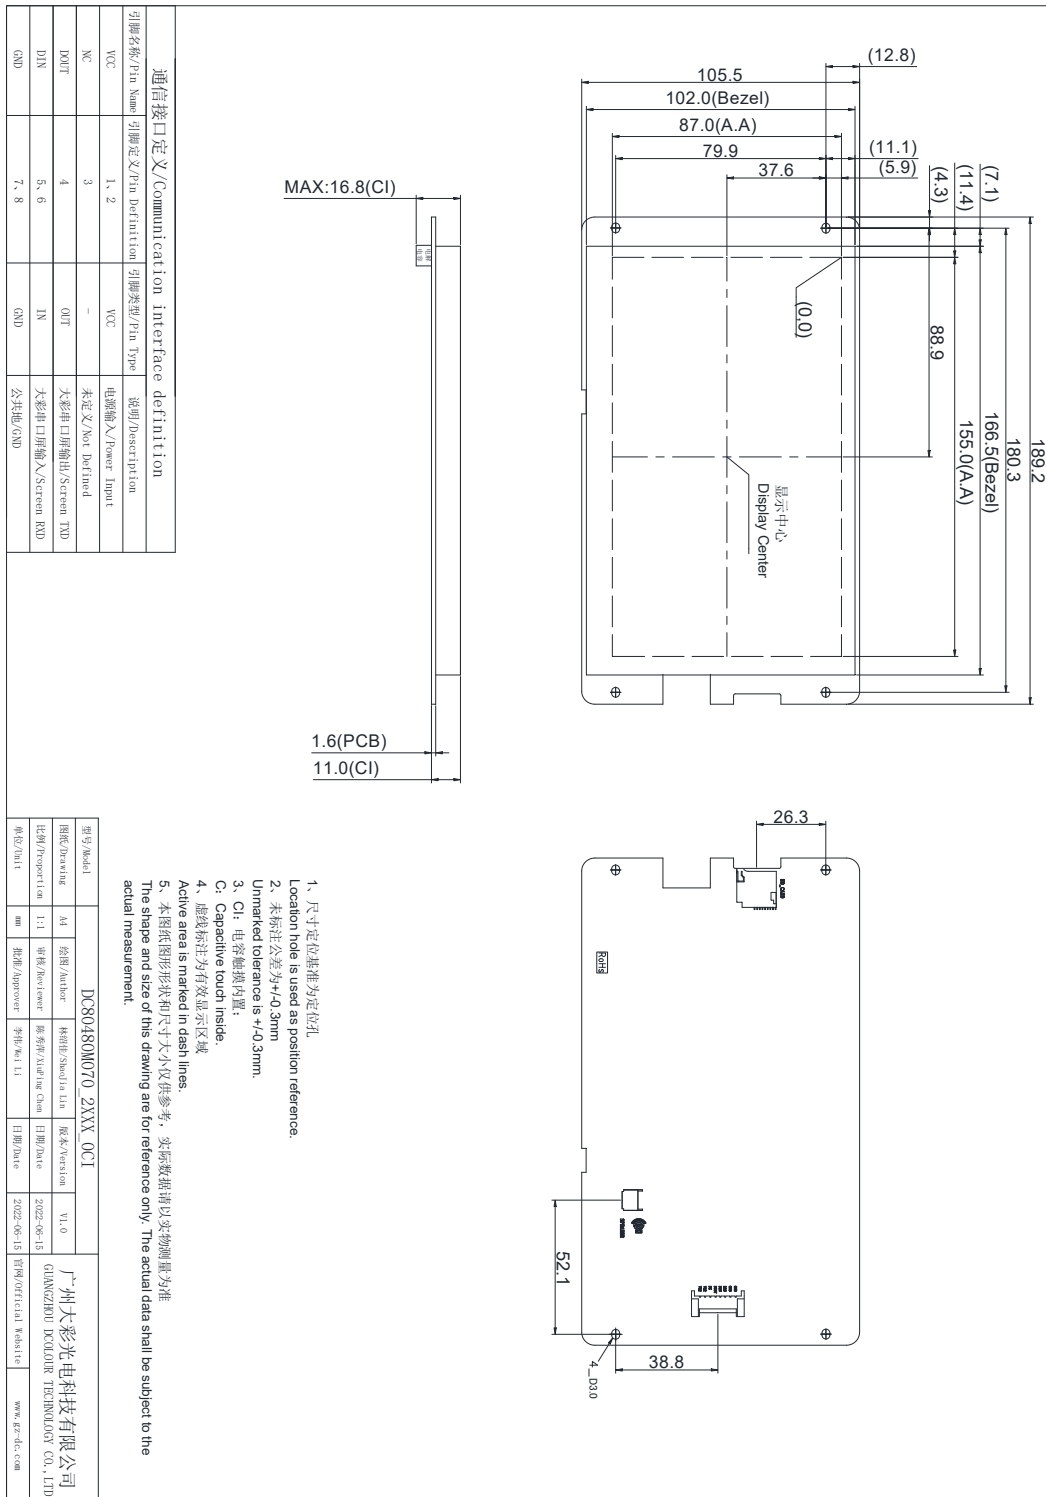 (12.8)
105.5
102.0(Bezel)
87.0(A.A)
79.9
(11.1)
37.6
(5.9)
(4.3)
(11.4)
(7.1)
(0,0)
88.9
155.0(A.A)
166.5(Bezel)
180.3
189.2
显示中心
Display Center
MAX:16.8(CI)
电解
电容
1.6(PCB)
11.0(CI)
26.3
SD_CARD
RoHS
52.1
38.8
4_D3.0
通信接口定义/Communication interface definition
引脚名称/Pin Name 引脚定义/Pin Definition 引脚类型/Pin Type 说明/Description
VCC 1、2 VCC 电源输入/Power Input
NC 3 - 未定义/Not Defined
DOUT 4 OUT 大彩串口屏输出/Screen TXD
DIN 5、6 IN 大彩串口屏输入/Screen RXD
GND 7、8 GND 公共地/GND
1、尺寸定位基准为定位孔
Location hole is used as position reference.
2、未标注公差为+/-0.3mm
Unmarked tolerance is +/-0.3mm.
3、CI：电容触摸内置；
C: Capacitive touch inside.
4、虚线标注为有效显示区域
Active area is marked in dash lines.
5、本图纸图形形状和尺寸大小仅供参考，实际数据请以实物测量为准
The shape and size of this drawing are for reference only. The actual data shall be subject to the
actual measurement.
型号/Model DC80480M070_2XXX_0CI
图纸/Drawing A4 绘图/Author 林绍佳/ShaoJia Lin 版本/Version V1.0
比例/Proportion 1:1 审核/Reviewer 陈秀萍/XiuPing Chen 日期/Date 2022-06-15
单位/Unit mm 批准/Approver 李伟/Wei Li 日期/Date 2022-06-15
广州大彩光电科技有限公司
GUANGZHOU DCOLOUR TECHNOLOGY CO.,LTD
官网/Official Website www.gz-dc.com